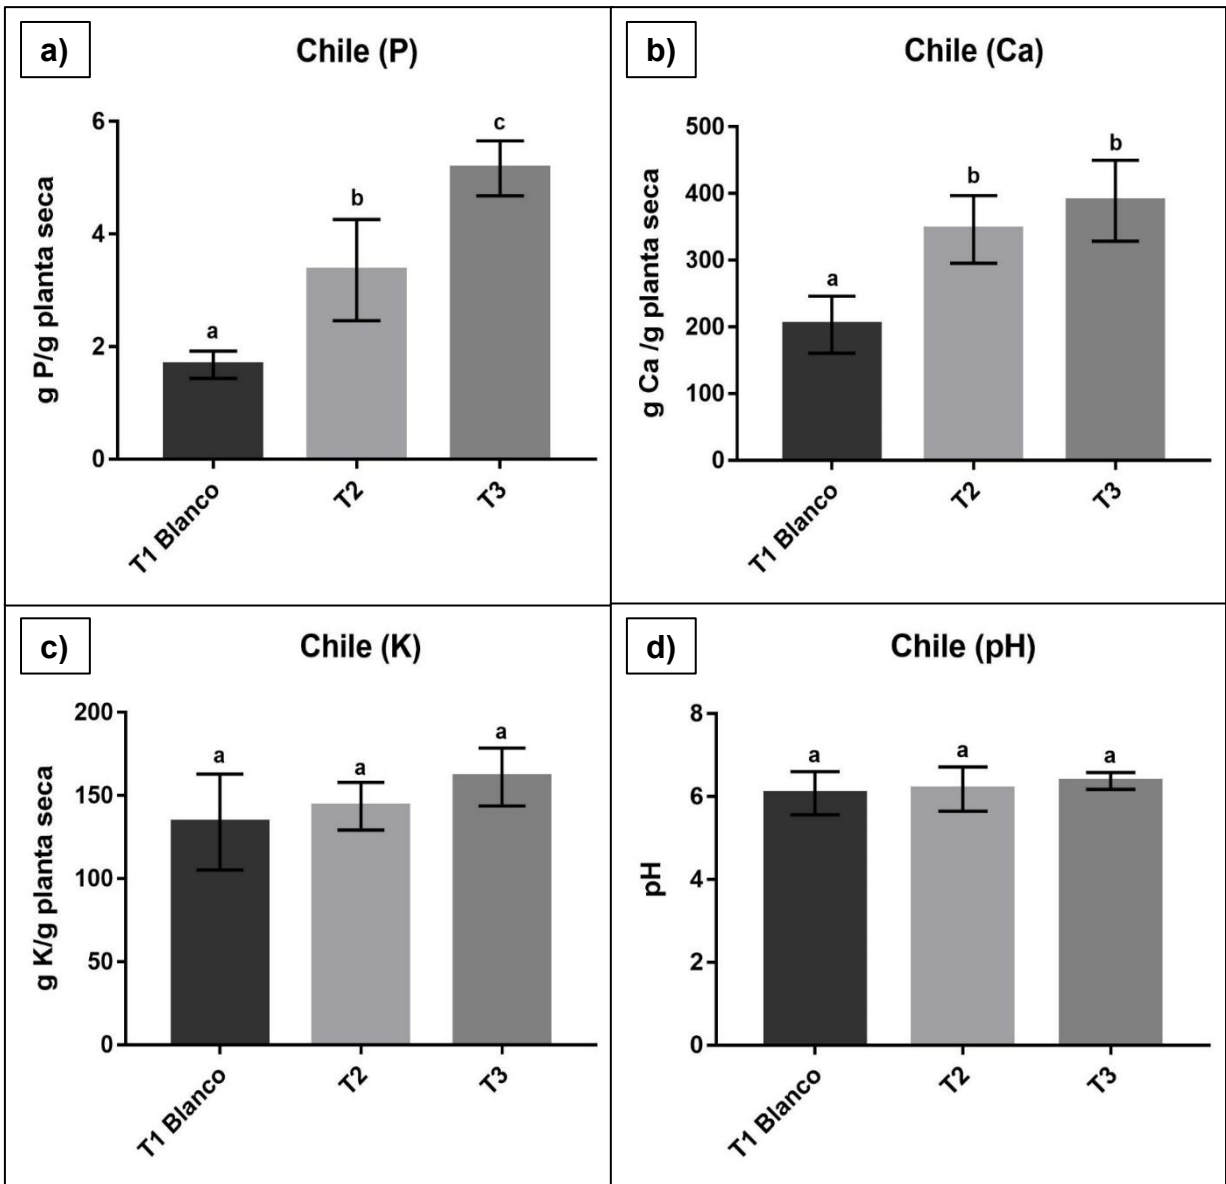 a)
Chile (P)
g P/g planta seca
6
4
2
0
a
b
c
T1 Blanco
T2
T3
b)
Chile (Ca)
g Ca /g planta seca
500
400
300
200
100
0
a
b
b
T1 Blanco
T2
T3
c)
Chile (K)
g K/g planta seca
200
150
100
50
0
a
a
a
T1 Blanco
T2
T3
d)
Chile (pH)
pH
8
6
4
2
0
a
a
a
T1 Blanco
T2
T3